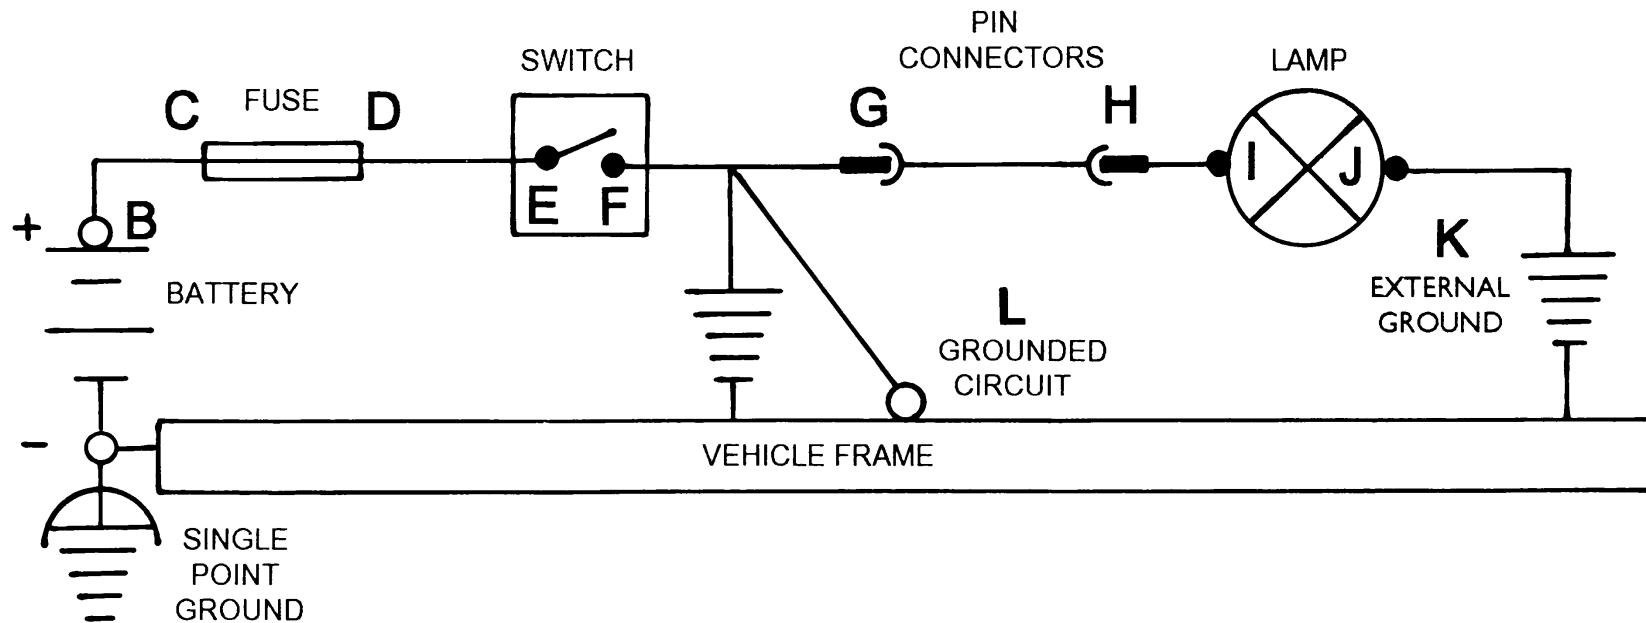 PIN
CONNECTORS
SWITCH
LAMP
C
FUSE
D
G
H
E
F
I
J
+
B
BATTERY
K
EXTERNAL
GROUND
L
GROUNDED
CIRCUIT
-
VEHICLE FRAME
SINGLE
POINT
GROUND